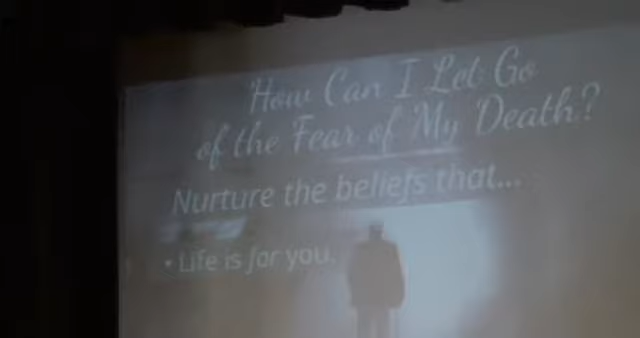 How Can I Let Go
of the Fear of My Death?
Nurture the beliefs that...
• Life is for you.